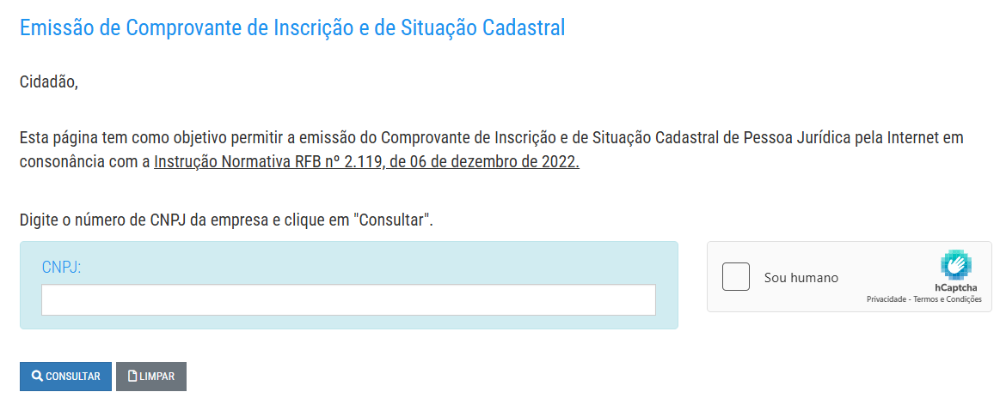 Emissão de Comprovante de Inscrição e de Situação Cadastral
Cidadão,
Esta página tem como objetivo permitir a emissão do Comprovante de Inscrição e de Situação Cadastral de Pessoa Jurídica pela Internet em
consonância com a Instrução Normativa RFB nº 2.119, de 06 de dezembro de 2022.
Digite o número de CNPJ da empresa e clique em "Consultar".
CNPJ:
Sou humano
hCaptcha
Privacidade - Termos e Condições
CONSULTAR
LIMPAR